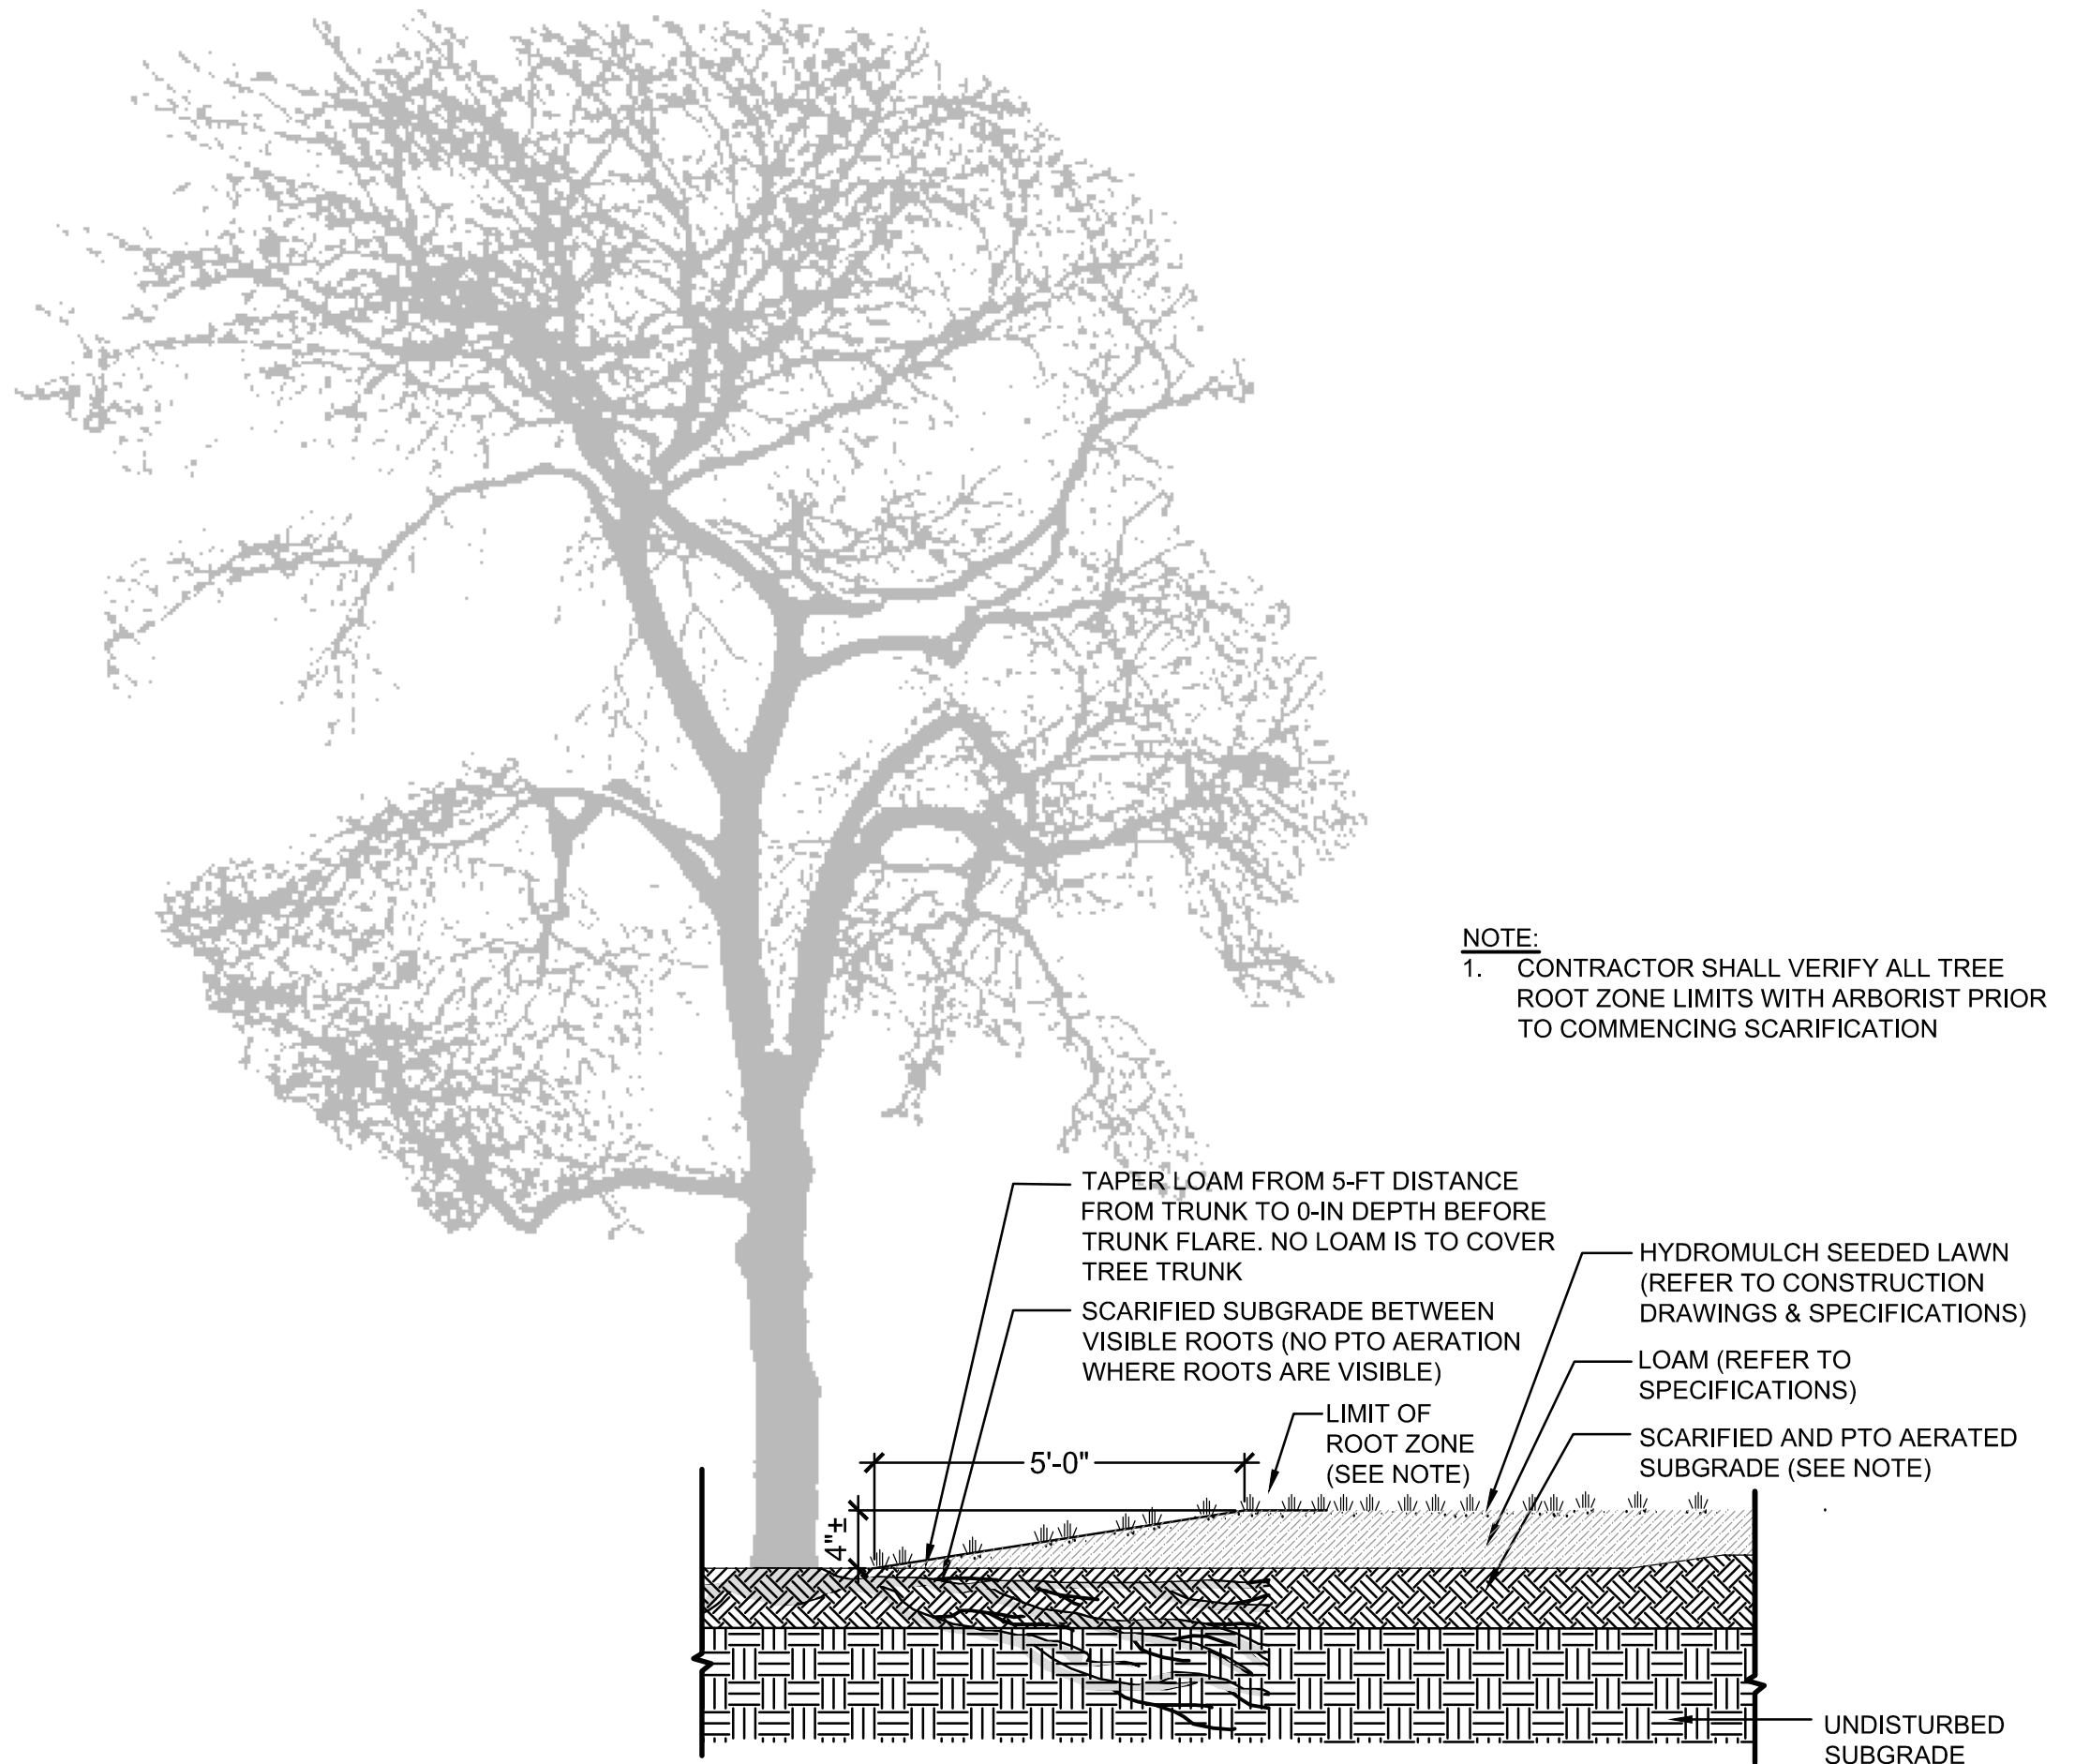 NOTE:
1. CONTRACTOR SHALL VERIFY ALL TREE
ROOT ZONE LIMITS WITH ARBORIST PRIOR
TO COMMENCING SCARIFICATION
TAPER LOAM FROM 5-FT DISTANCE
FROM TRUNK TO 0-IN DEPTH BEFORE
TRUNK FLARE. NO LOAM IS TO COVER
TREE TRUNK
SCARIFIED SUBGRADE BETWEEN
VISIBLE ROOTS (NO PTO AERATION
WHERE ROOTS ARE VISIBLE)
LIMIT OF
ROOT ZONE
(SEE NOTE)
5'-0"
4"±
HYDROMULCH SEEDED LAWN
(REFER TO CONSTRUCTION
DRAWINGS & SPECIFICATIONS)
LOAM (REFER TO
SPECIFICATIONS)
SCARIFIED AND PTO AERATED
SUBGRADE (SEE NOTE)
UNDISTURBED
SUBGRADE